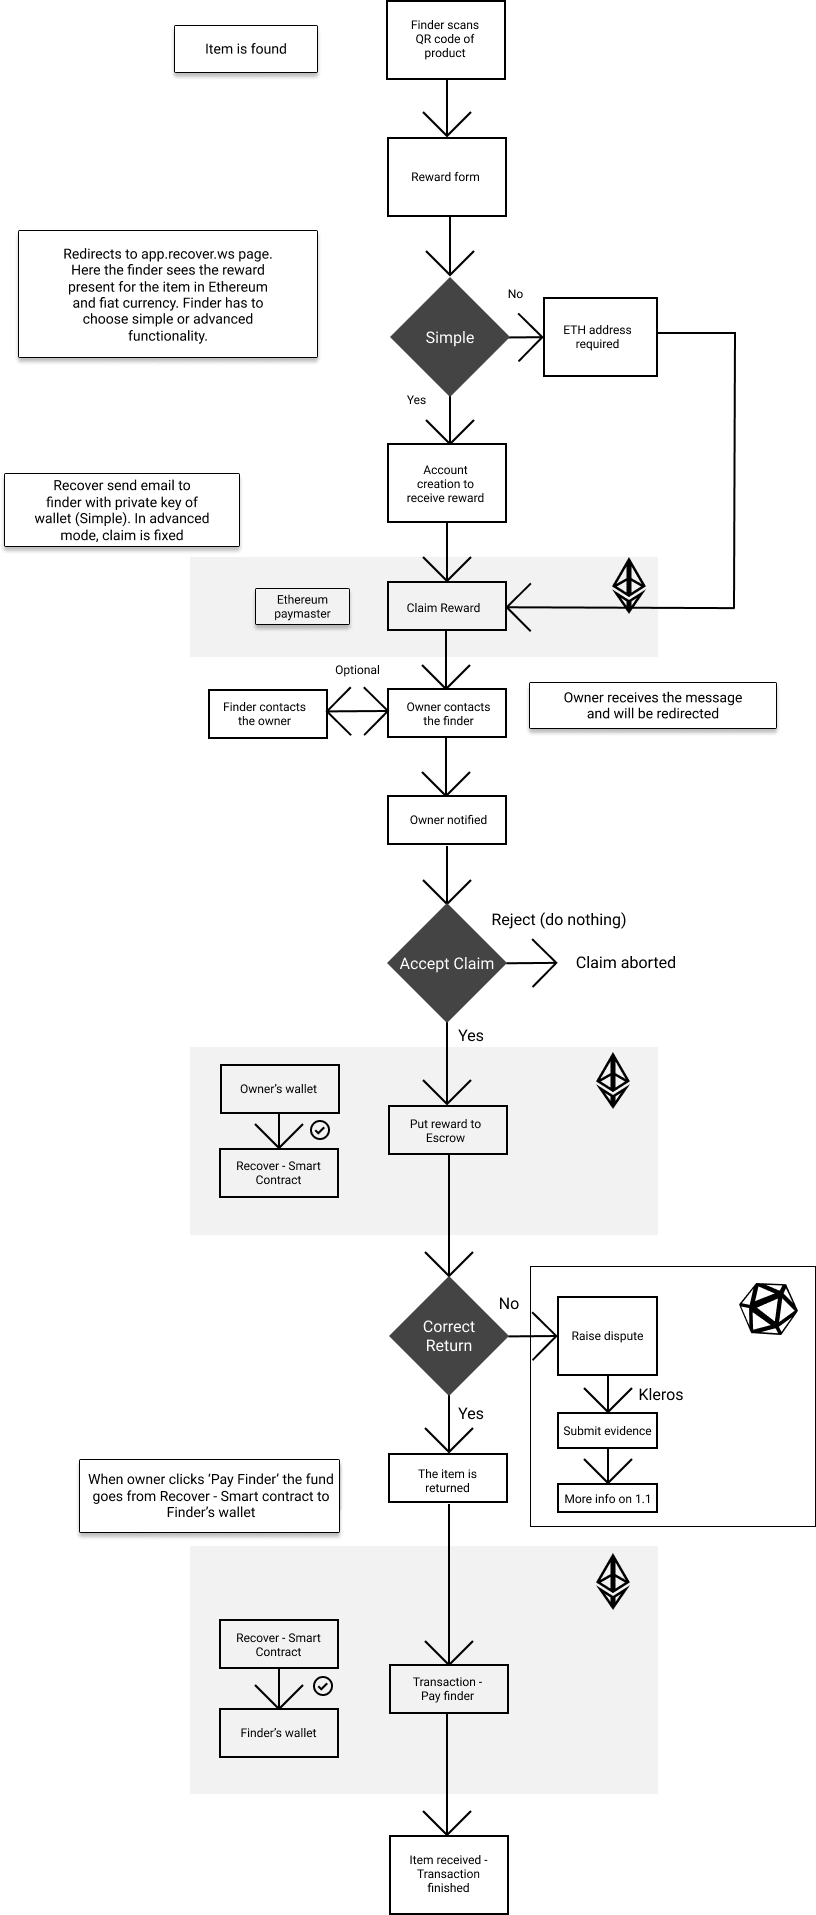 Finder scans
QR code of
product
Item is found
Reward form
Redirects to app.recover.ws page.
Here the finder sees the reward
present for the item in Ethereum
and fiat currency. Finder has to
choose simple or advanced
functionality.
Simple
No
ETH address
required
Yes
Account
creation to
receive reward
Recover send email to
finder with private key of
wallet (Simple). In advanced
mode, claim is fixed
Ethereum
paymaster
Claim Reward
Optional
Finder contacts
the owner
Owner contacts
the finder
Owner receives the message
and will be redirected
Owner notified
Accept Claim
Reject (do nothing)
Claim aborted
Yes
Owner's wallet
Recover - Smart
Contract
Put reward to
Escrow
Correct
Return
No
Raise dispute
Kleros
Submit evidence
More info on 1.1
Yes
The item is
returned
When owner clicks ‘Pay Finder’ the fund
goes from Recover - Smart contract to
Finder's wallet
Recover - Smart
Contract
Finder's wallet
Transaction -
Pay finder
Item received -
Transaction
finished